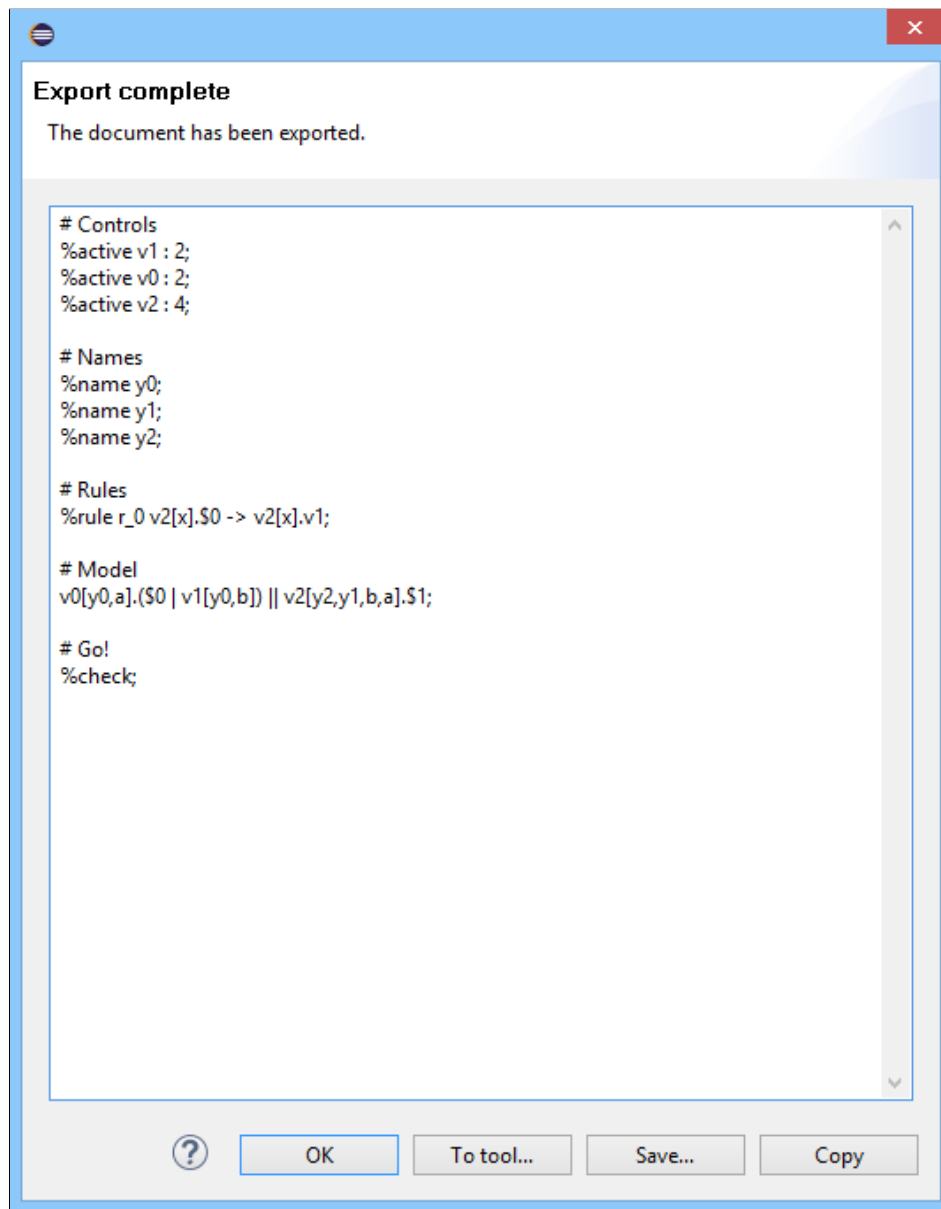 Export complete
The document has been exported.
# Controls
%active v1 : 2;
%active v0 : 2;
%active v2 : 4;
# Names
%name y0;
%name y1;
%name y2;
# Rules
%rule r_0 v2[x].$0 -> v2[x].v1;
# Model
v0[y0,a].($0 | v1[y0,b]) || v2[y2,y1,b,a].$1;
# Go!
%check;
? OK To tool... Save... Copy